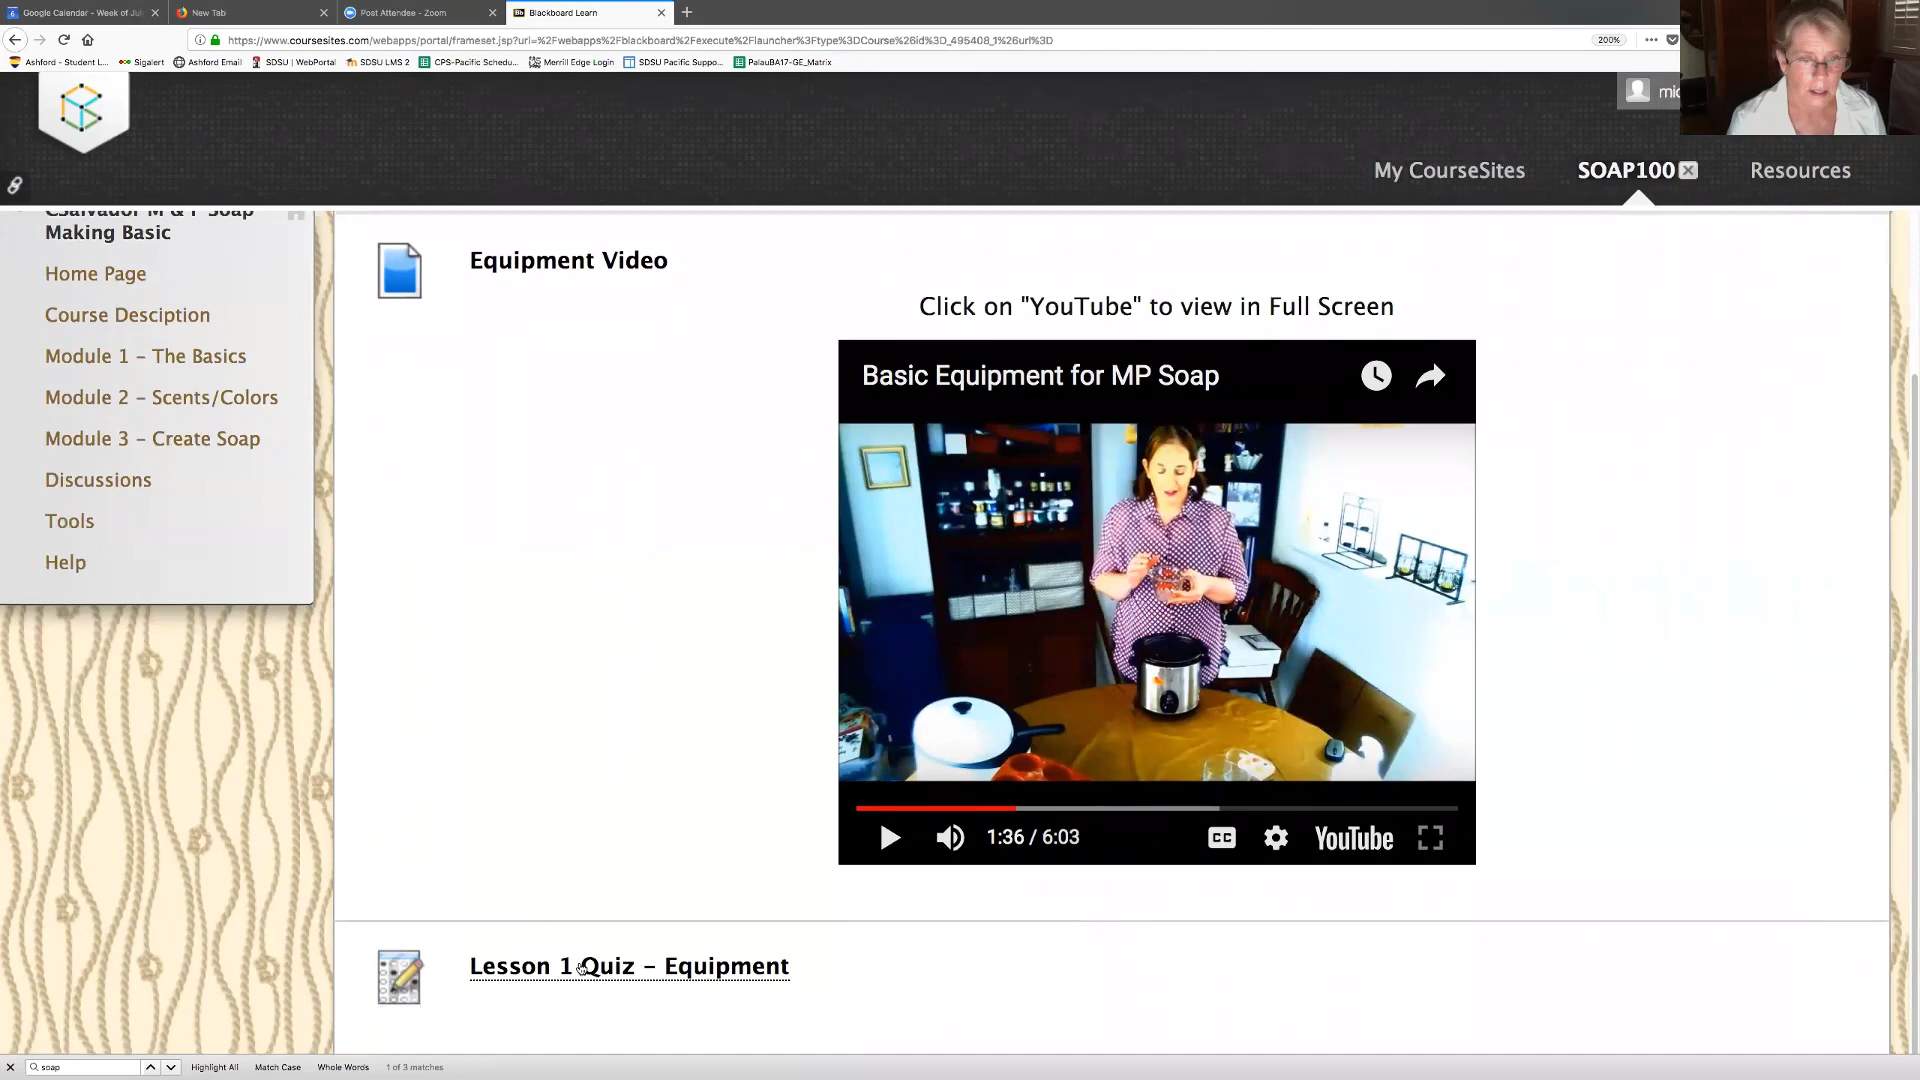 Google Calendar - Week of Jul
New Tab
Post Attendee - Zoom
Bb Blackboard Learn
https://www.coursesites.com/webapps/portal/frameset.jsp?url=%2Fwebapps%2Fblackboard%2Fexecute%2Flauncher%3Ftype%3DCourse%26id%3D_495408_1%26url%3D
200%
Ashford - Student L...
Sigalert
Ashford Email
SDSU | WebPortal
SDSU LMS 2
CPS-Pacific Schedu...
Merrill Edge Login
SDSU Pacific Suppo...
PalauBA17-GE_Matrix
My CourseSites
SOAP100
Resources
CSalvador M & P Soap
Making Basic
Home Page
Course Desciption
Module 1 - The Basics
Module 2 - Scents/Colors
Module 3 - Create Soap
Discussions
Tools
Help
Equipment Video
Click on "YouTube" to view in Full Screen
Basic Equipment for MP Soap
1:36 / 6:03
CC
YouTube
Lesson 1 Quiz - Equipment
soap
Highlight All
Match Case
Whole Words
1 of 3 matches